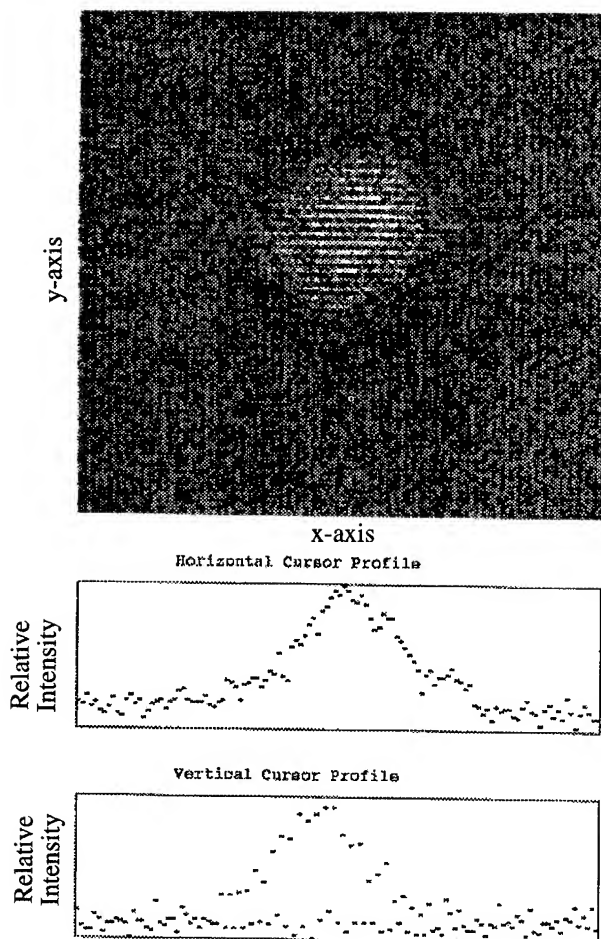 y-axis
x-axis
Horizontal Cursor Profile
Relative
Intensity
Vertical Cursor Profile
Relative
Intensity